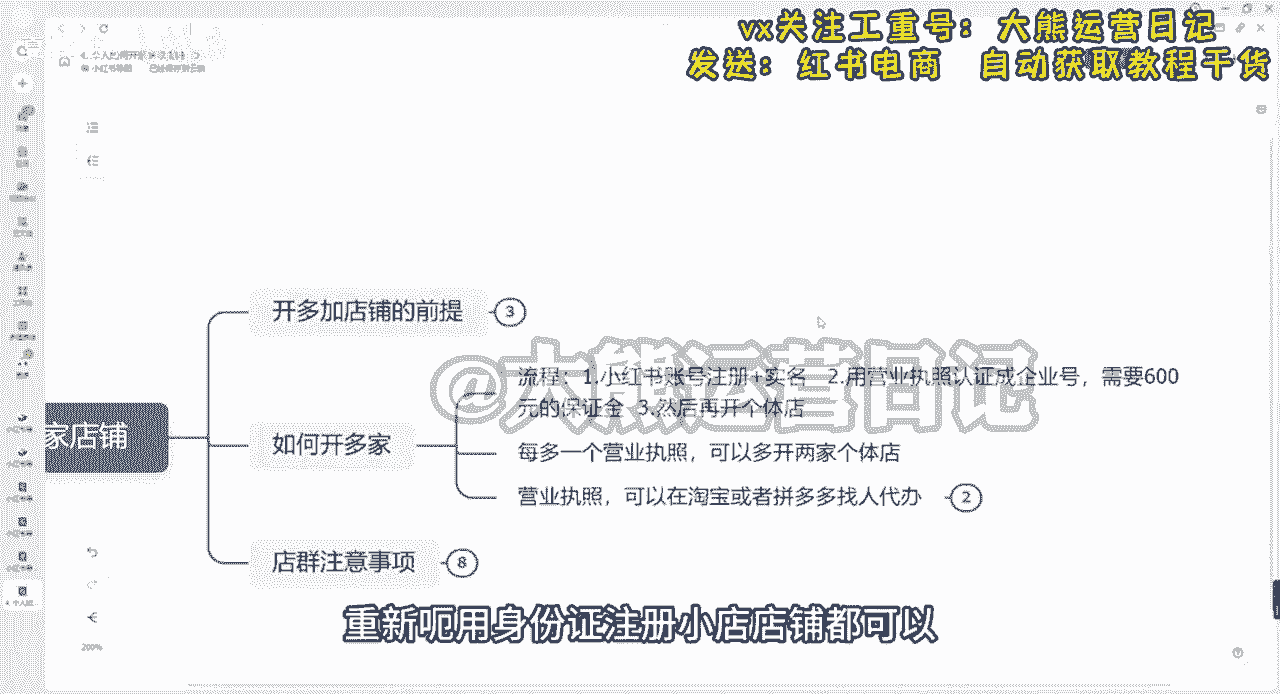 vx关注工重号：大熊运营日记
发送：红书电商 自动获取教程干货
开多加店铺的前提
3
@大熊运营日记
流程：1.小红书账号注册+实名 2.用营业执照认证成企业号，需要600
元的保证金 3.然后再开个体店
家店铺
如何开多家
每多一个营业执照，可以多开两家个体店
营业执照，可以在淘宝或者拼多多找人代办
2
店群注意事项
8
重新呃用身份证注册小店店铺都可以
200%